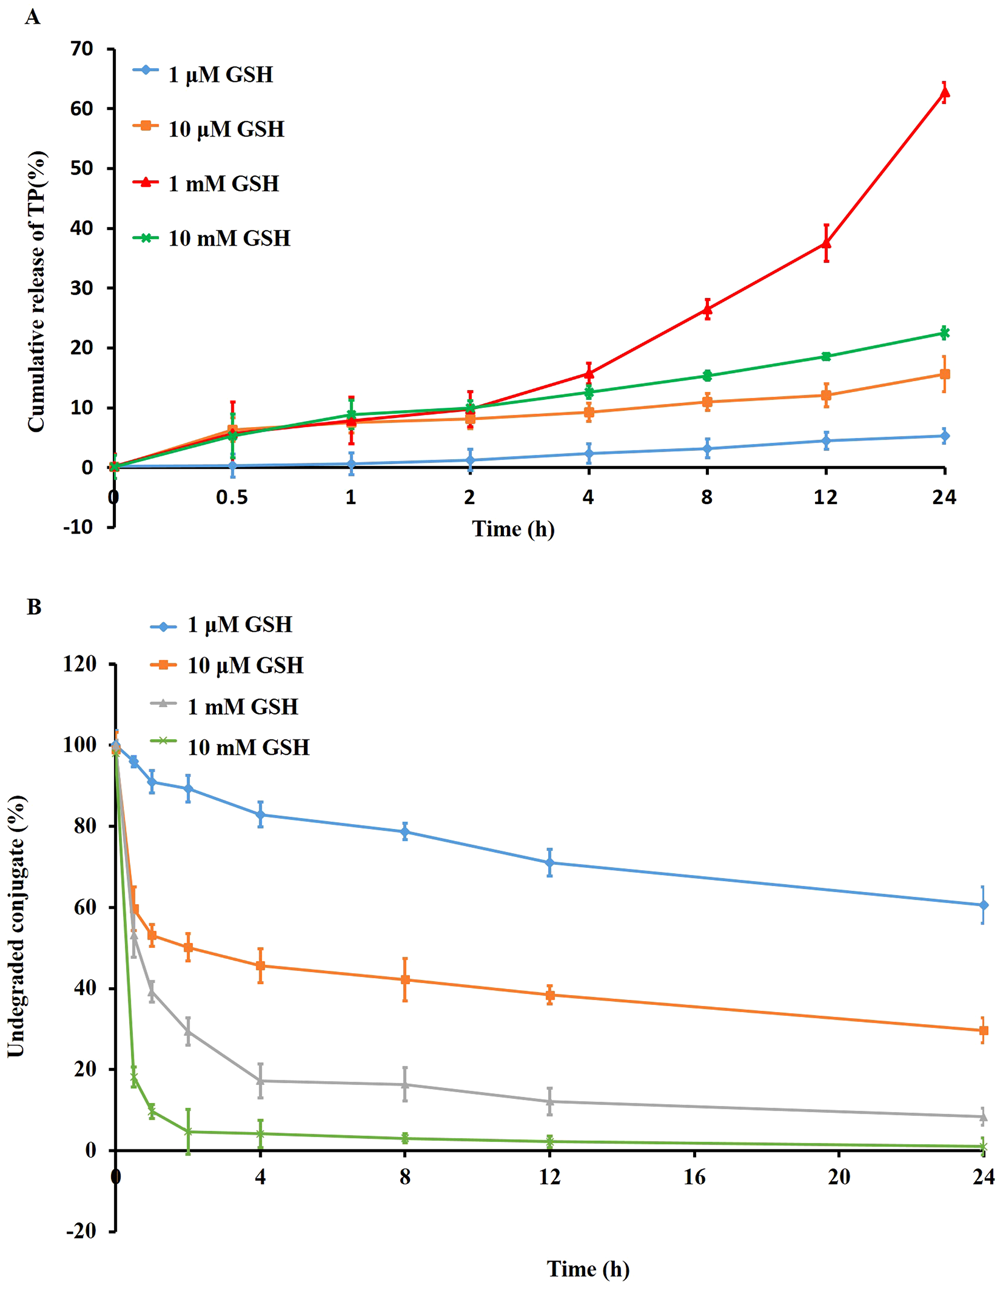 A
70
60
50
40
30
20
10
0
-10
Cumulative release of TP(%)
1 μM GSH
10 μM GSH
1 mM GSH
10 mM GSH
0 0.5 1 2 4 8 12 24
Time (h)
B
1 μM GSH
10 μM GSH
1 mM GSH
10 mM GSH
120
100
80
60
40
20
0
-20
Undegraded conjugate (%)
0 4 8 12 16 20 24
Time (h)